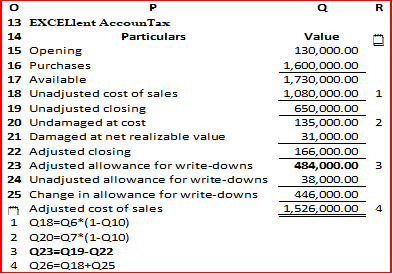 O P Q R
13 EXCELlent AccounTax
14 Particulars Value
15 Opening 130,000.00
16 Purchases 1,600,000.00
17 Available 1,730,000.00
18 Unadjusted cost of sales 1,080,000.00 1
19 Unadjusted closing 650,000.00
20 Undamaged at cost 135,000.00 2
21 Damaged at net realizable value 31,000.00
22 Adjusted closing 166,000.00
23 Adjusted allowance for write-downs 484,000.00 3
24 Unadjusted allowance for write-downs 38,000.00
25 Change in allowance for write-downs 446,000.00
Adjusted cost of sales 1,526,000.00 4
1 Q18=Q6*(1-Q10)
2 Q20=Q7*(1-Q10)
3 Q23=Q19-Q22
4 Q26=Q18+Q25